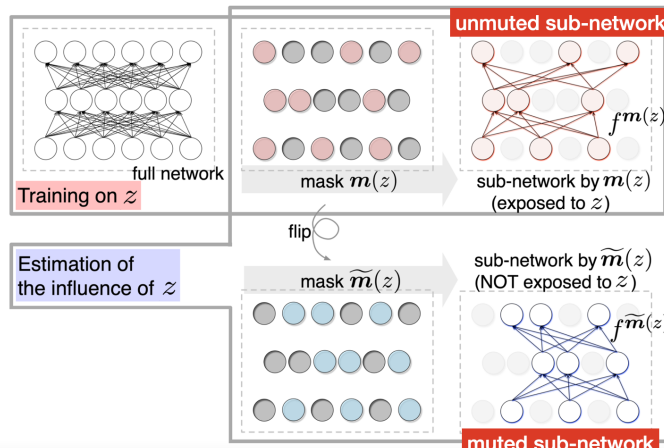 unmuted sub-network
f^{m(z)}
full network
Training on z
mask m(z)
sub-network by m(z)
(exposed to z)
flip
Estimation of
the influence of z
mask m̃(z)
sub-network by m̃(z)
(NOT exposed to z)
f^{m̃(z)}
muted sub-network